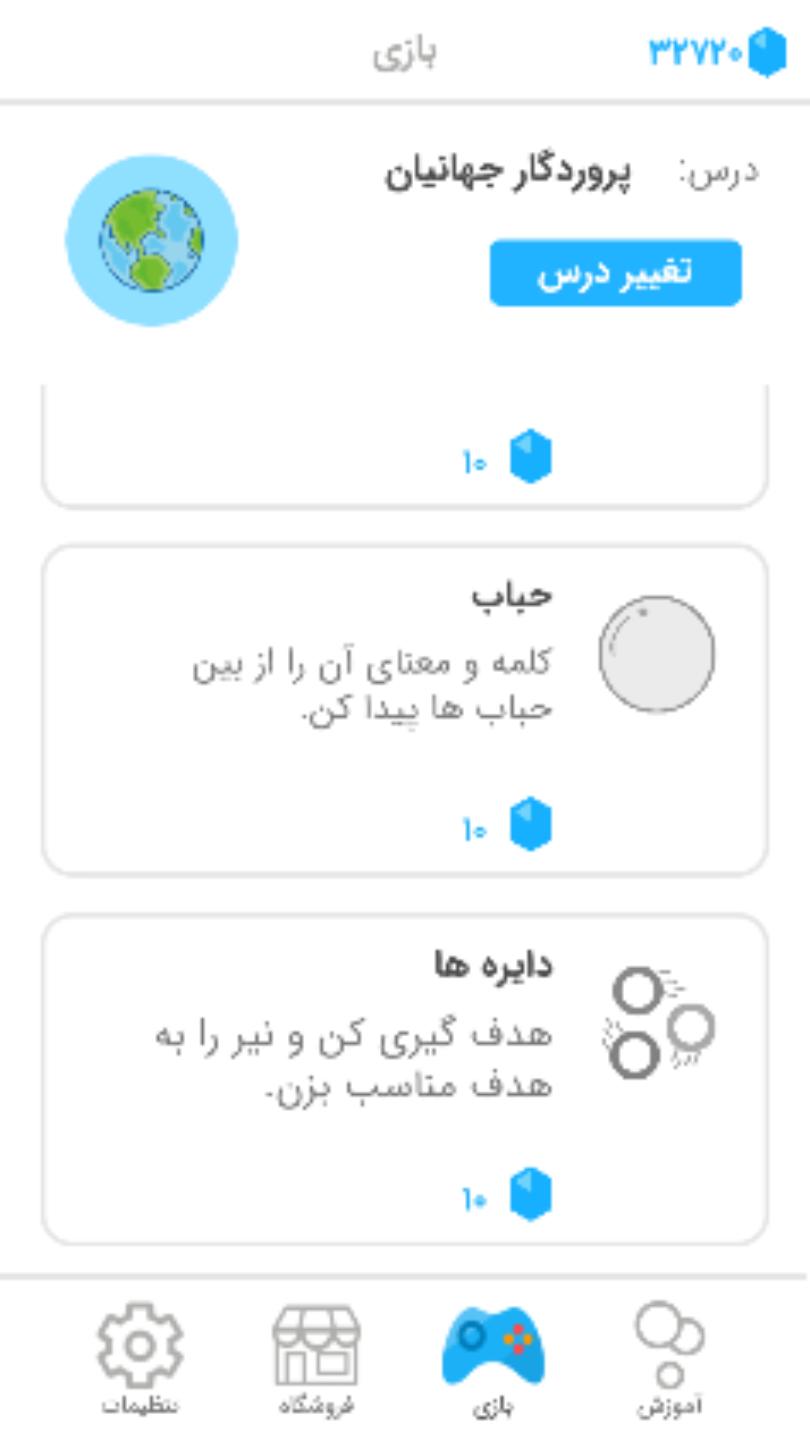 بازی
۳۲۷۲۰
درس: پروردگار جهانیان
تغییر درس
۱۰
حباب
کلمه و معنای آن را از بین
حباب ها پیدا کن.
۱۰
دایره ها
هدف گیری کن و نیر را به
هدف مناسب بزن.
۱۰
آموزش
بازی
فروشگاه
تنظیمات